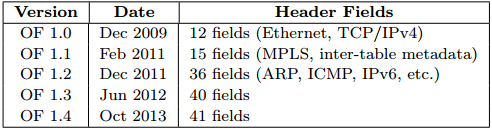 Version Date Header Fields
OF 1.0 Dec 2009 12 fields (Ethernet, TCP/IPv4)
OF 1.1 Feb 2011 15 fields (MPLS, inter-table metadata)
OF 1.2 Dec 2011 36 fields (ARP, ICMP, IPv6, etc.)
OF 1.3 Jun 2012 40 fields
OF 1.4 Oct 2013 41 fields